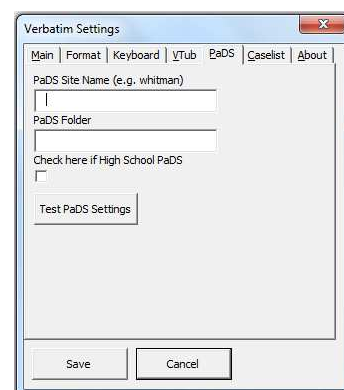 Verbatim Settings
Main Format Keyboard VTub PaDS Caselist About
PaDS Site Name (e.g. whitman)
PaDS Folder
Check here if High School PaDS
Test PaDS Settings
Save Cancel